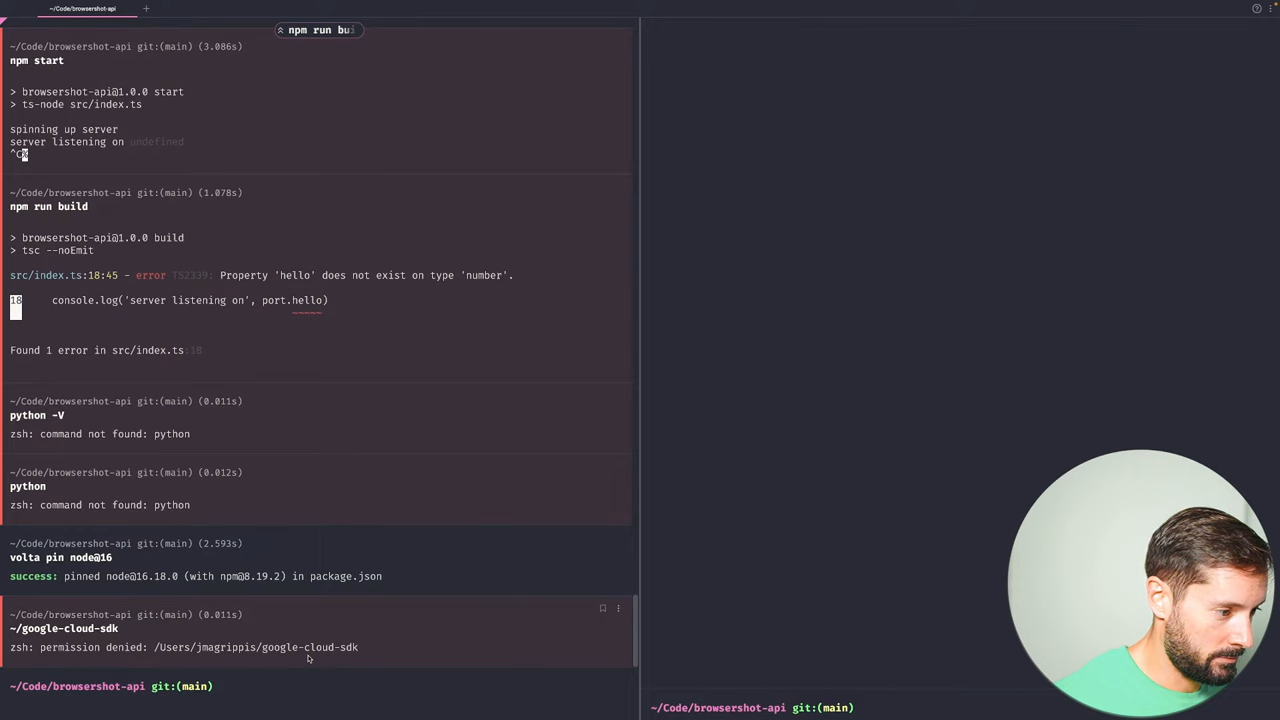 ~/Code/browsershot-api
npm run bui
~/Code/browsershot-api git:(main) (3.086s)
npm start
> browsershot-api@1.0.0 start
> ts-node src/index.ts
spinning up server
server listening on undefined
^C%
~/Code/browsershot-api git:(main) (1.078s)
npm run build
> browsershot-api@1.0.0 build
> tsc --noEmit
src/index.ts:18:45 - error TS2339: Property 'hello' does not exist on type 'number'.
18 console.log('server listening on', port.hello)
~~~~~
Found 1 error in src/index.ts:18
~/Code/browsershot-api git:(main) (0.011s)
python -V
zsh: command not found: python
~/Code/browsershot-api git:(main) (0.012s)
python
zsh: command not found: python
~/Code/browsershot-api git:(main) (2.593s)
volta pin node@16
success: pinned node@16.18.0 (with npm@8.19.2) in package.json
~/Code/browsershot-api git:(main) (0.011s)
~/google-cloud-sdk
zsh: permission denied: /Users/jmagrippis/google-cloud-sdk
~/Code/browsershot-api git:(main)
~/Code/browsershot-api git:(main)